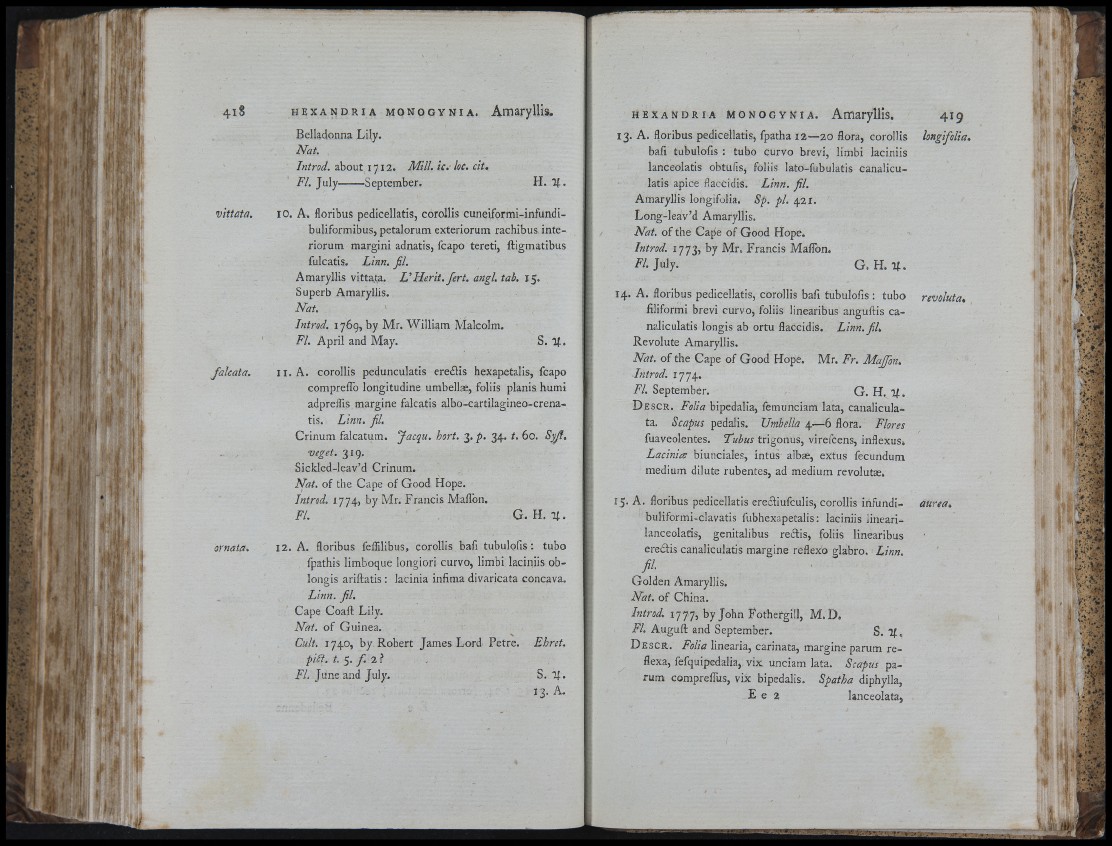 418 HEXANDRIA MONOGYNIA. Amaryllis.
Belladonna Lily.
Nat.
Introd. about 1712. Mill. ic. loc. cit.
Fl. July——September. H. ♃.
vittata. 10. A. floribus pedicellatis, corollis cuneiformi-infundi-
buliformibus, petalorum exteriorum rachibus inte-
riorum margini adnatis, ſcapo tereti, ſtigmatibus
ſulcatis. Linn. fil.
Amaryllis vittata. L'Herit. ſert. angl. tab. 15.
Superb Amaryllis.
Nat.
Introd. 1769, by Mr. William Malcolm.
Fl. April and May. S. ♃.
falcata. 11. A. corollis pedunculatis erectis hexapetalis, ſcapo
compreſſo longitudine umbellæ, foliis planis humi
adpreſſis margine falcatis albo-cartilagineo-crena-
tis. Linn. fil.
Crinum falcatum. Jacqu. hort. 3. p. 34. t. 60. Syſt.
veget. 319.
Sickled-leav'd Crinum.
Nat. of the Cape of Good Hope.
Introd. 1774, by Mr. Francis Maſſon.
Fl. G. H. ♃.
ornata. 12. A. floribus ſeſſilibus, corollis baſi tubuloſis: tubo
ſpathis limboque longiori curvo, limbi laciniis ob-
longis ariſtatis: lacinia infima divaricata concava.
Linn. fil.
Cape Coaſt Lily.
Nat. of Guinea.
Cult. 1740, by Robert James Lord Petre. Ehret.
pict. t. 5. f. 2?
Fl. June and July. S. ♃.
13. A.
HEXANDRIA MONOGYNIA. Amaryllis. 419
13. A. floribus pedicellatis, ſpatha 12—20 flora, corollis longifolia.
baſi tubuloſis: tubo curvo brevi, limbi laciniis
lanceolatis obtuſis, foliis lato-ſubulatis canalicu-
latis apice flaccidis. Linn. fil.
Amaryllis longifolia. Sp. pl. 421.
Long-leav'd Amaryllis.
Nat. of the Cape of Good Hope.
Introd. 1773, by Mr. Francis Maſſon.
Fl. July. G. H. ♃.
14. A. floribus pedicellatis, corollis baſi tubuloſis: tubo revoluta.
filiformi brevi curvo, foliis linearibus anguſtis ca-
naliculatis longis ab ortu flaccidis. Linn. fil.
Revolute Amaryllis.
Nat. of the Cape of Good Hope. Mr. Fr. Maſſon.
Introd. 1774.
Fl. September. G. H. ♃.
DESCR. Folia bipedalia, ſemunciam lata, canalicula-
ta. Scapus pedalis. Umbella 4—6 flora. Flores
ſuaveolentes. Tubus trigonus, vireſcens, inflexus.
Laciniæ biunciales, intus albæ, extus ſecundum
medium dilute rubentes, ad medium revolutæ.
15. A. floribus pedicellatis erectiuſculis, corollis infundi- aurea.
buliformi-clavatis ſubhexapetalis: laciniis lineari-
lanceolatis, genitalibus rectis, foliis linearibus
erectis canaliculatis margine reflexo glabro. Linn.
fil.
Golden Amaryllis.
Nat. of China.
Introd. 1777, by John Fothergill, M.D.
Fl. Auguſt and September. S. ♃.
DESCR. Folia linearia, carinata, margine parum re-
flexa, ſeſquipedalia, vix unciam lata. Scapus pa-
rum compreſſus, vix bipedalis. Spatha diphylla,
E e 2 lanceolata,